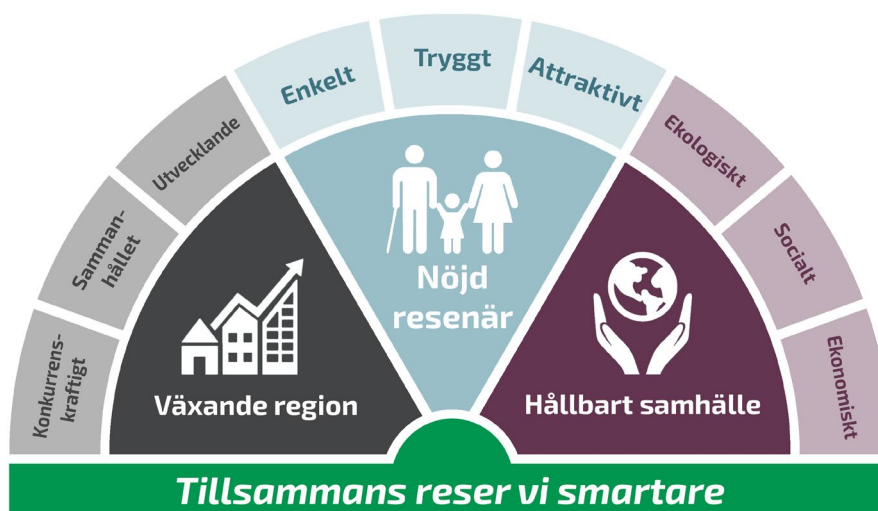 Konkurrens-
kraftigt
Samman-
hållet
Utvecklande
Enkelt
Tryggt
Attraktivt
Ekologiskt
Socialt
Ekonomiskt
Växande region
Nöjd
resenär
Hållbart samhälle
Tillsammans reser vi smartare